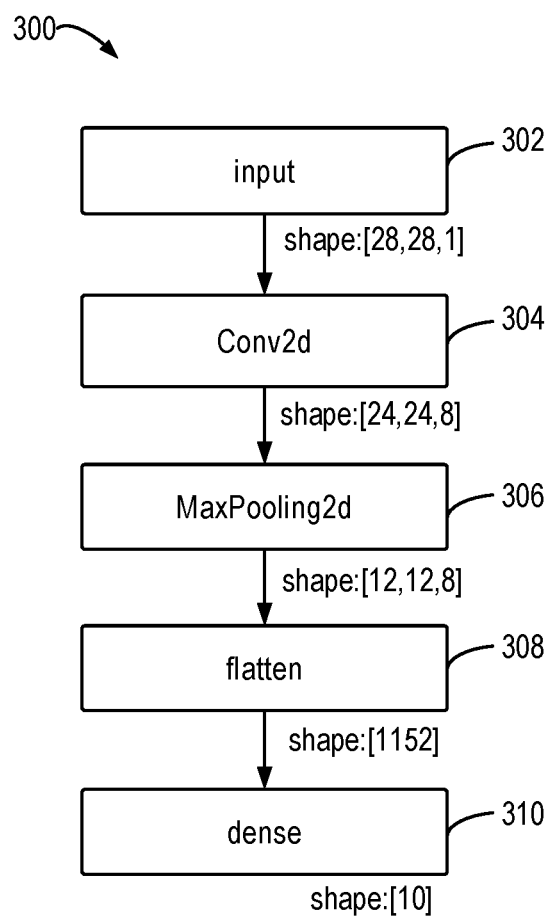 300
302
input
shape:[28,28,1]
304
Conv2d
shape:[24,24,8]
306
MaxPooling2d
shape:[12,12,8]
308
flatten
shape:[1152]
310
dense
shape:[10]